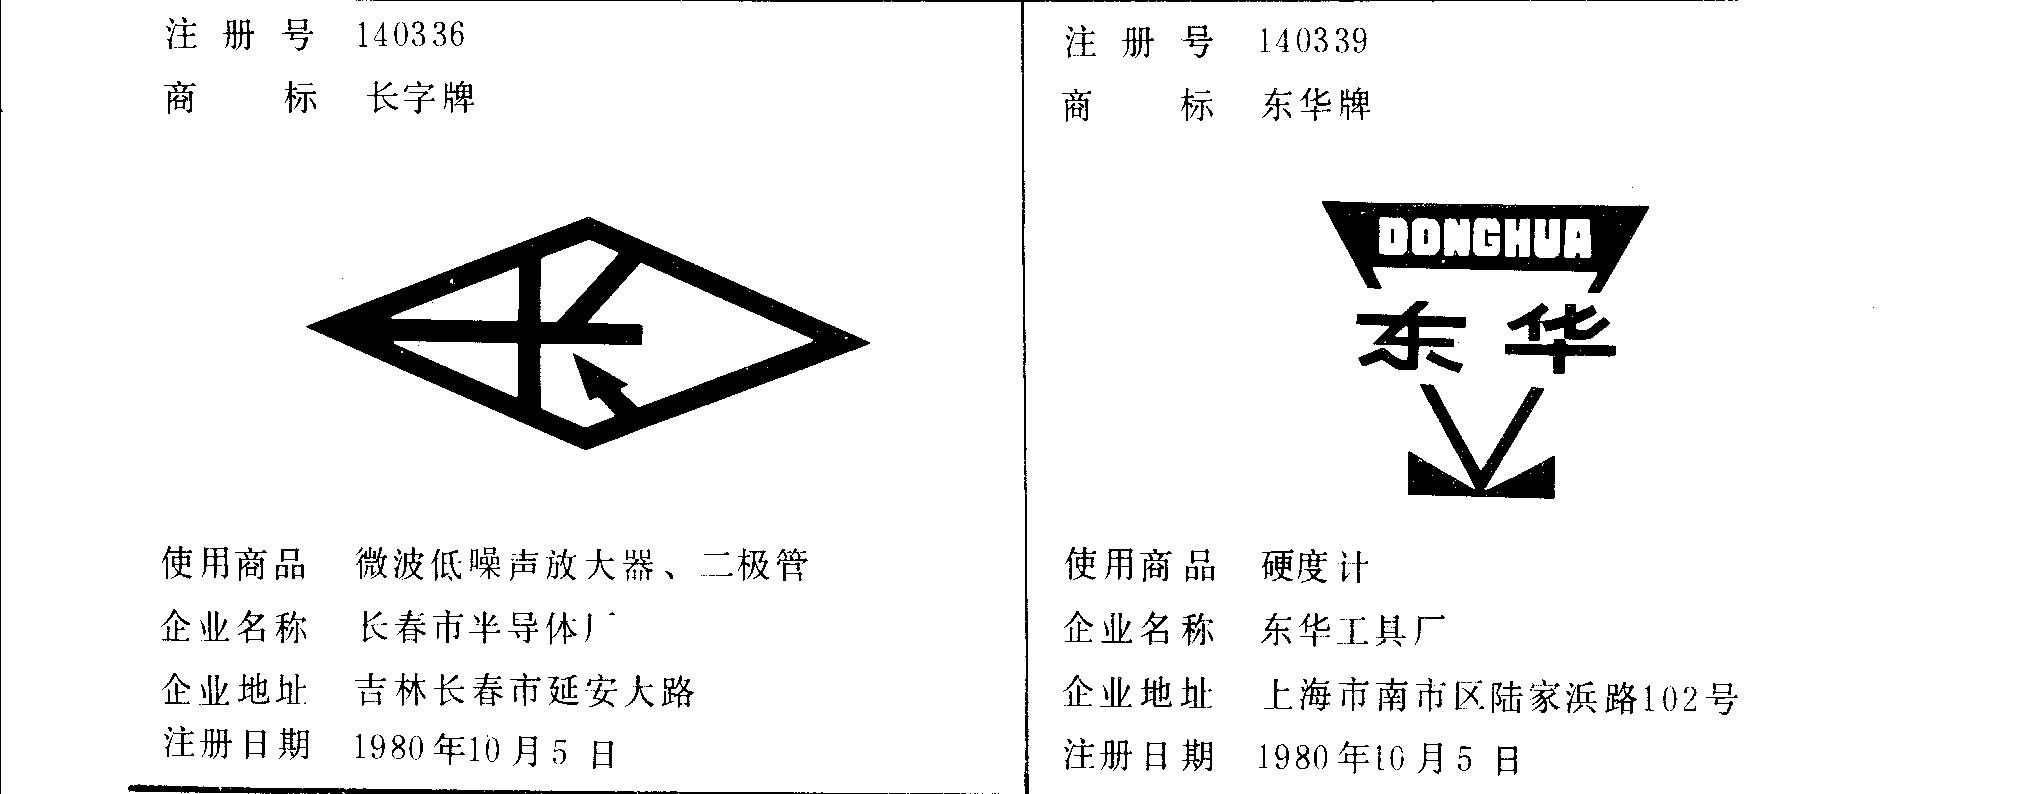 注册号 140336
商标 长字牌
使用商品 微波低噪声放大器、二极管
企业名称 长春市半导体厂
企业地址 吉林长春市延安大路
注册日期 1980年10月5日
注册号 140339
商标 东华牌
DONGHUA
东华
使用商品 硬度计
企业名称 东华工具厂
企业地址 上海市南市区陆家浜路102号
注册日期 1980年10月5日